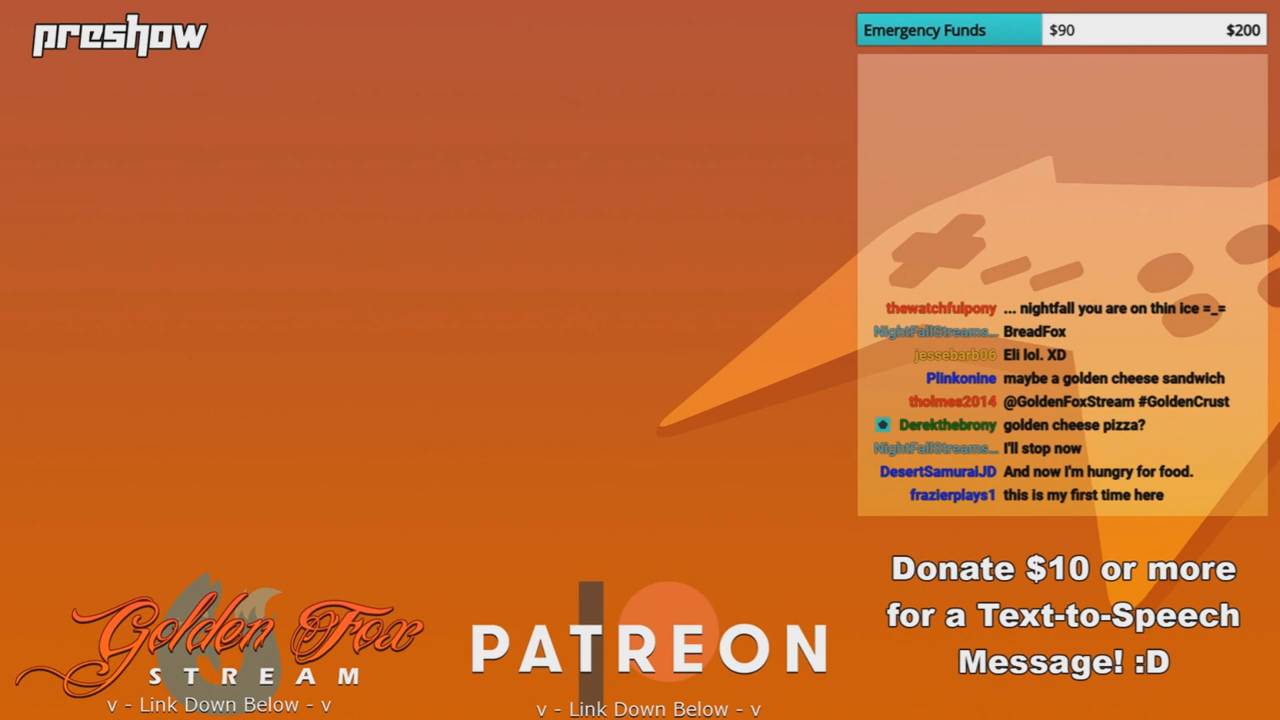 preshow
Emergency Funds $90 $200
thewatchfulpony ... nightfall you are on thin ice =_=
NightFallStreams... BreadFox
jessebarb06 Eli lol. XD
Plinkonine maybe a golden cheese sandwich
tholmes2014 @GoldenFoxStream #GoldenCrust
Derekthebrony golden cheese pizza?
NightFallStreams... I'll stop now
DesertSamuraiJD And now I'm hungry for food.
frazierplays1 this is my first time here
Donate $10 or more
for a Text-to-Speech
Message! :D
Golden Fox
STREAM
v - Link Down Below - v
PATREON
v - Link Down Below - v